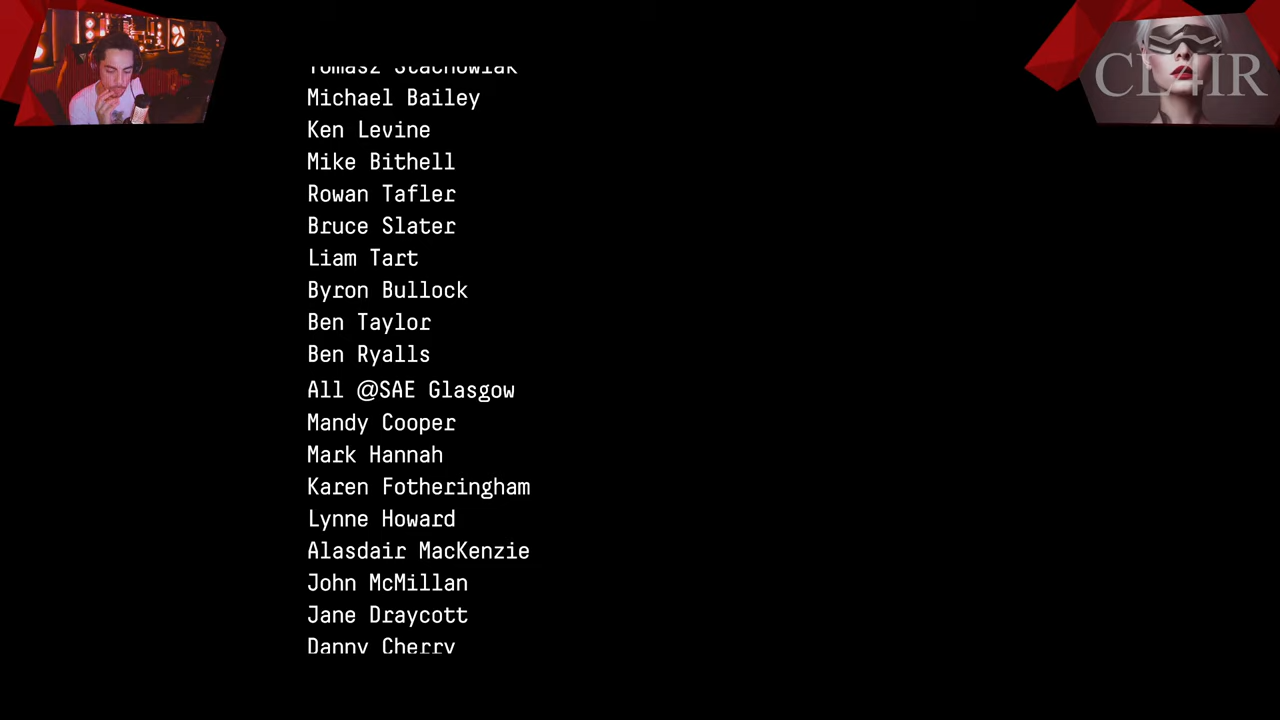 Tomasz Stachowiak
Michael Bailey
Ken Levine
Mike Bithell
Rowan Tafler
Bruce Slater
Liam Tart
Byron Bullock
Ben Taylor
Ben Ryalls
All @SAE Glasgow
Mandy Cooper
Mark Hannah
Karen Fotheringham
Lynne Howard
Alasdair MacKenzie
John McMillan
Jane Draycott
Danny Cherry
CL4IR